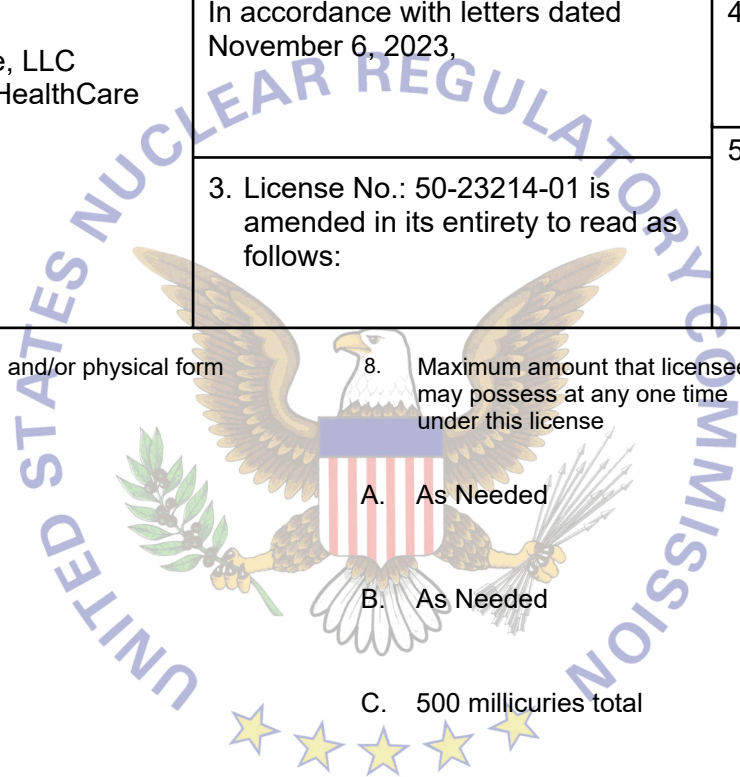 In accordance with letters dated
November 6, 2023,
4
, LLC
HealthCare
5
3. License No.: 50-23214-01 is
amended in its entirety to read as
follows:
and/or physical form
8. Maximum amount that licensee
may possess at any one time
under this license
A. As Needed
B. As Needed
C. 500 millicuries total
UNITED STATES NUCLEAR REGULATORY COMMISSION